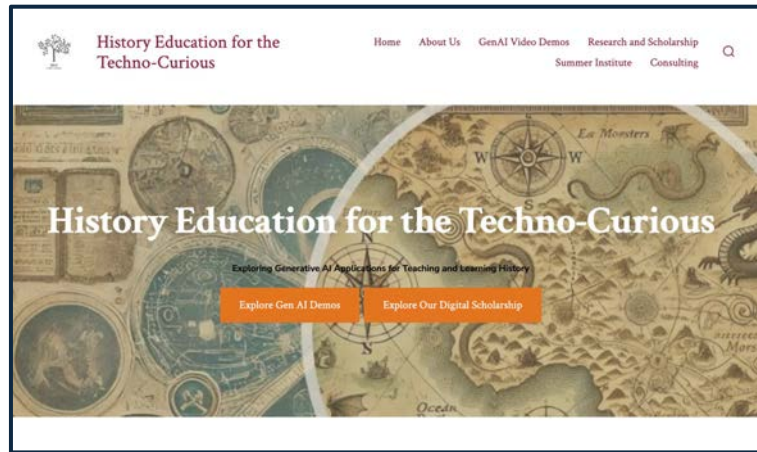 History Education for the
Techno-Curious
Home About Us GenAI Video Demos Research and Scholarship
Summer Institute Consulting
Ea Monsters
W W
S
History Education for the Techno-Curious
Exploring Generative AI Applications for Teaching and Learning History
Explore Gen AI Demos Explore Our Digital Scholarship
S
Ocean